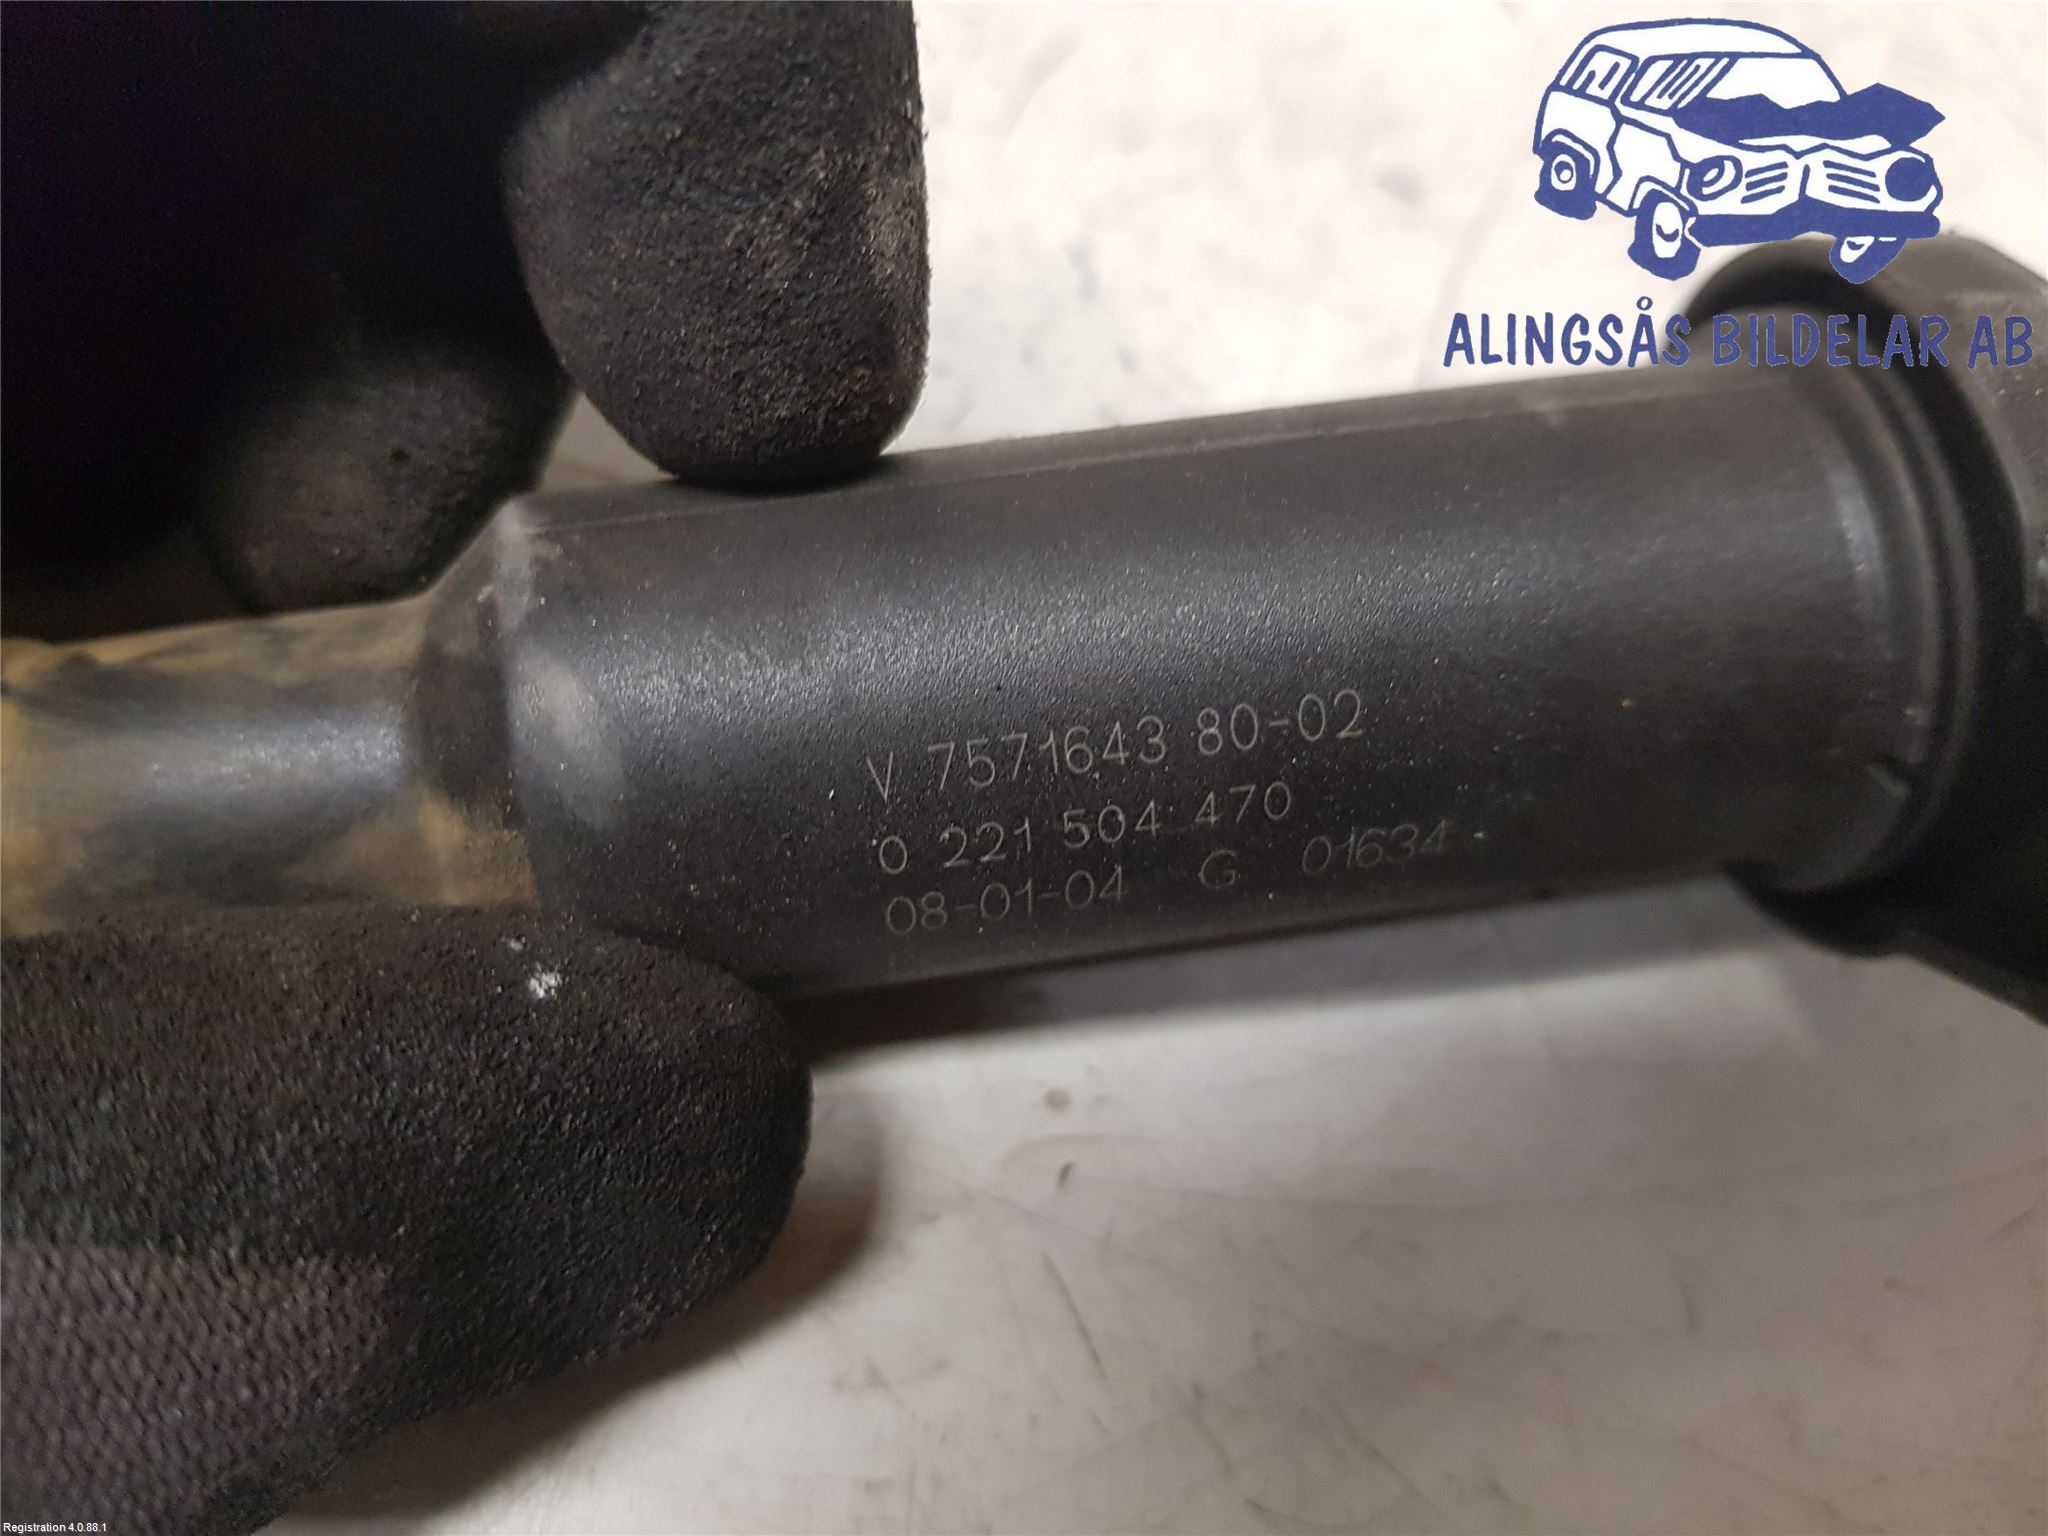 ALINGSÅS BILDELAR AB
V 7571643 80-02
0 221 504 470
08-01-04 G 01634
Registration 4.0.88.1